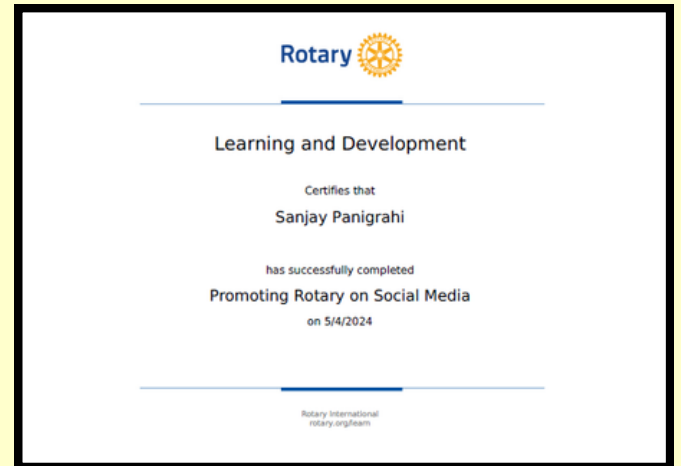 Rotary
Learning and Development
Certifies that
Sanjay Panigrahi
has successfully completed
Promoting Rotary on Social Media
on 5/4/2024
Rotary International
rotary.org/learn